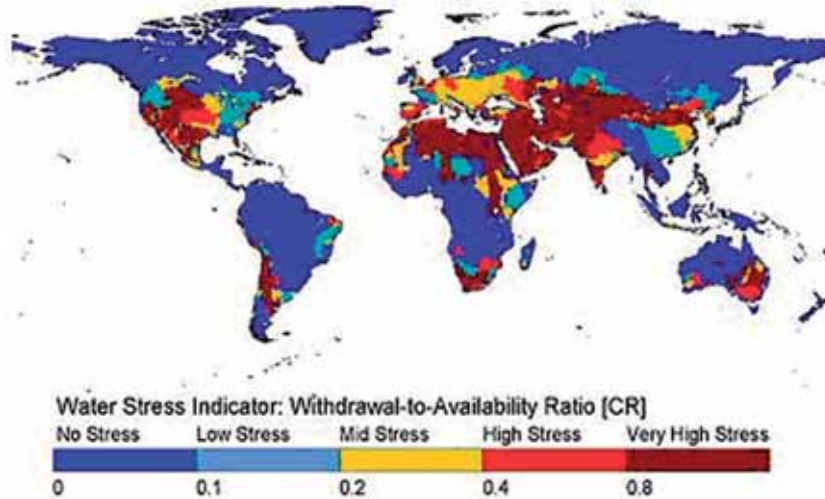 Water Stress Indicator: Withdrawal-to-Availability Ratio [CR]
No Stress Low Stress Mid Stress High Stress Very High Stress
0 0.1 0.2 0.4 0.8